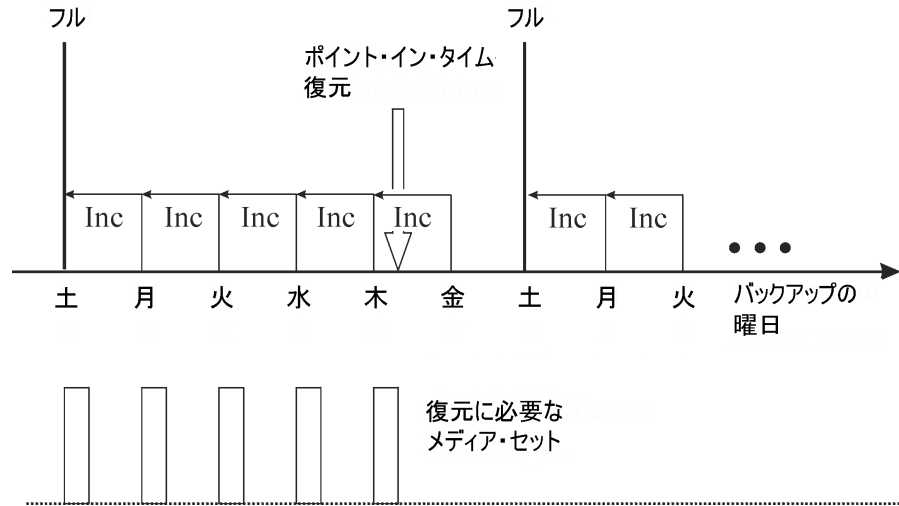 フル
フル
ポイント・イン・タイム
復元
Inc
Inc
Inc
Inc
Inc
Inc
Inc
•••
土
月
火
水
木
金
土
月
火
バックアップの
曜日
復元に必要な
メディア・セット